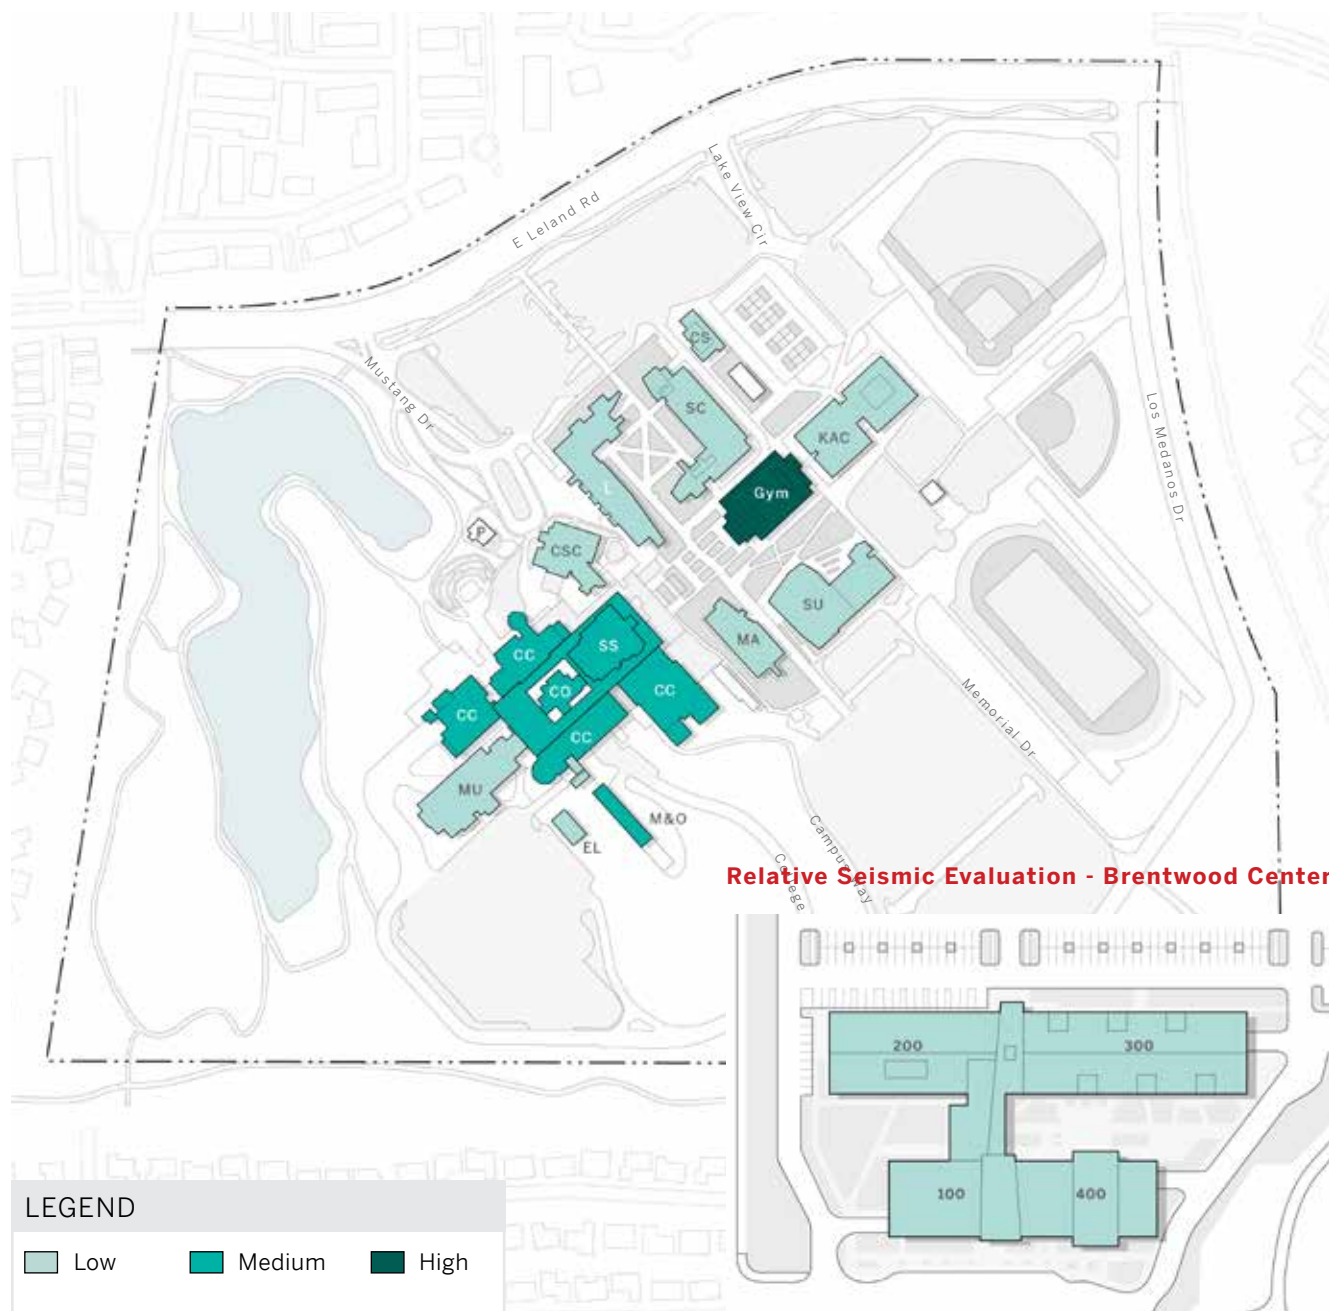 E Leland Rd
Lake View Cir
Mustang Dr
Los Medanos Dr
CS
SC
KAC
L
Gym
P
CSC
SU
MA
SS
CC
CO
CC
CC
CC
MU
M&O
EL
Memorial Dr
Campus Way
College
Relative Seismic Evaluation - Brentwood Center
200
300
100
400
LEGEND
Low
Medium
High